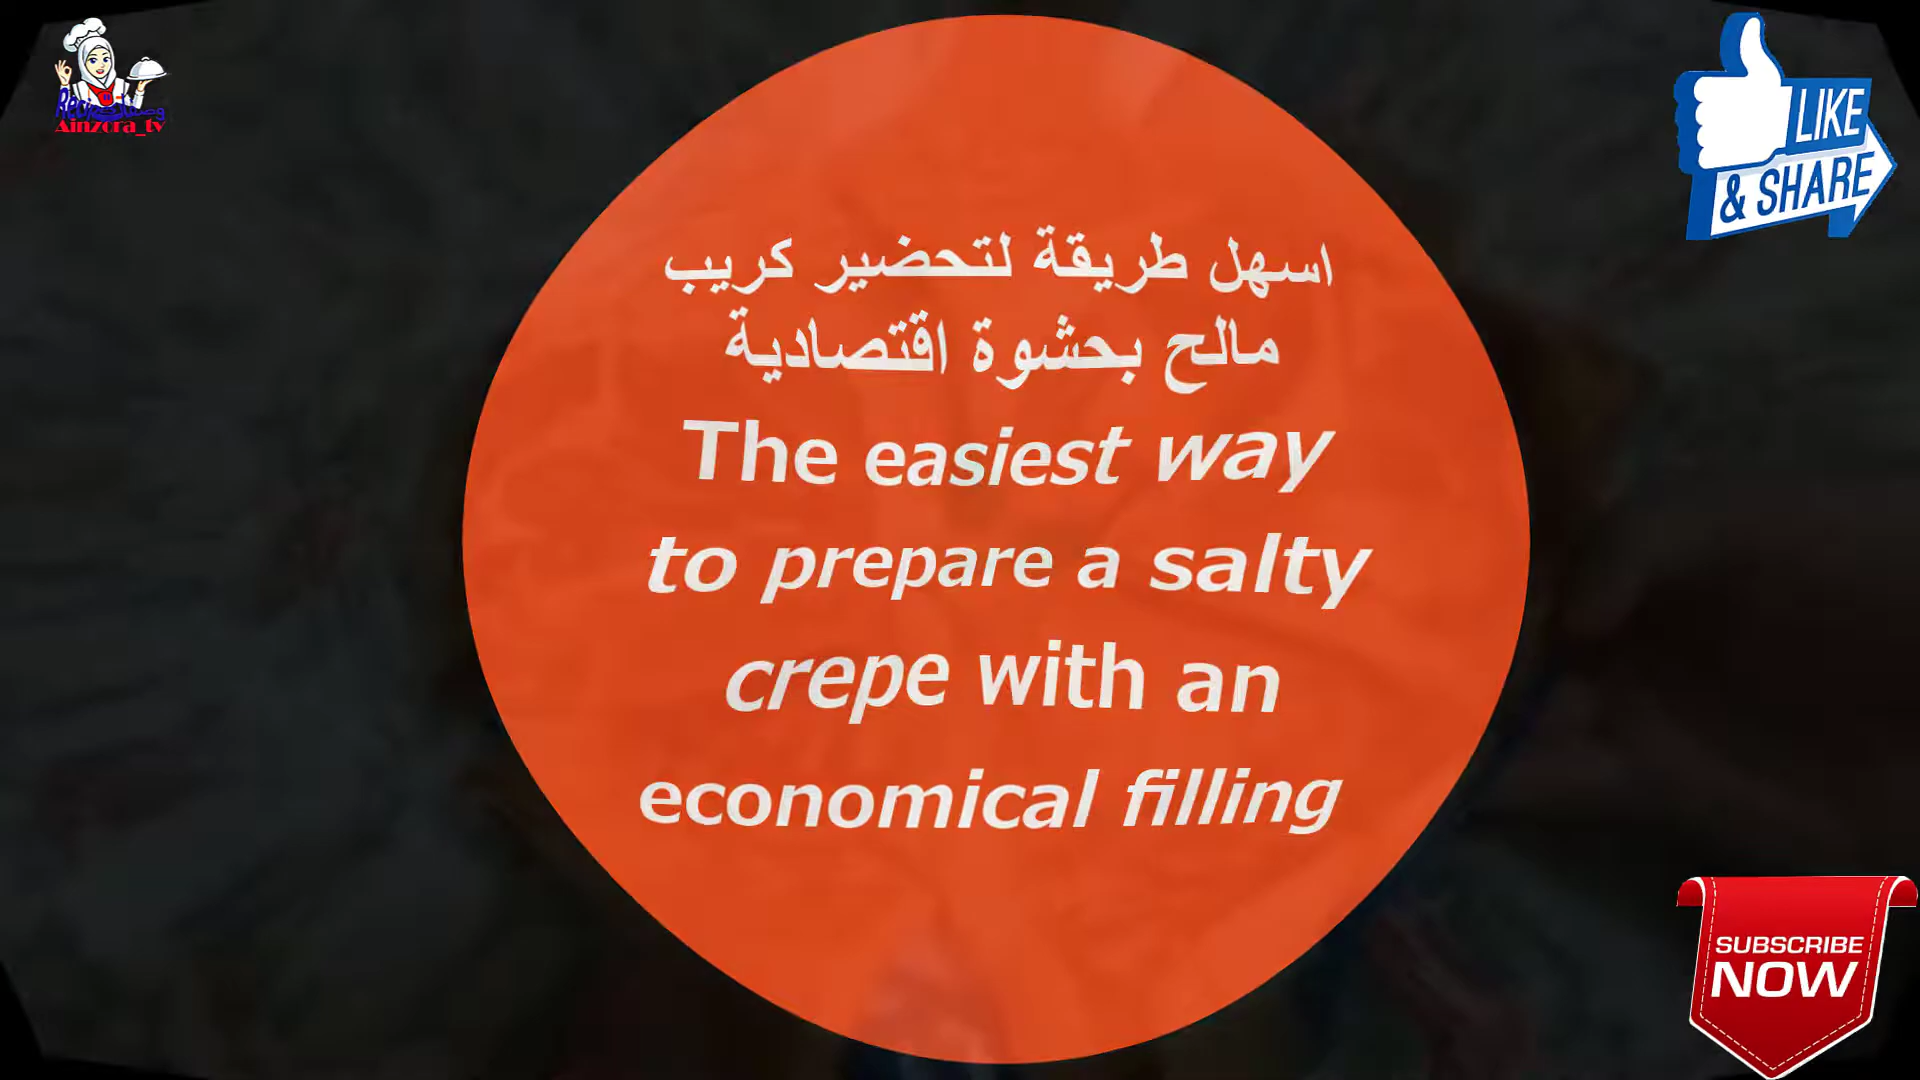 Ainzora_tv
LIKE
& SHARE
اسهل طريقة لتحضير كريب
مالح بحشوة اقتصادية
The easiest way
to prepare a salty
crepe with an
economical filling
SUBSCRIBE
NOW